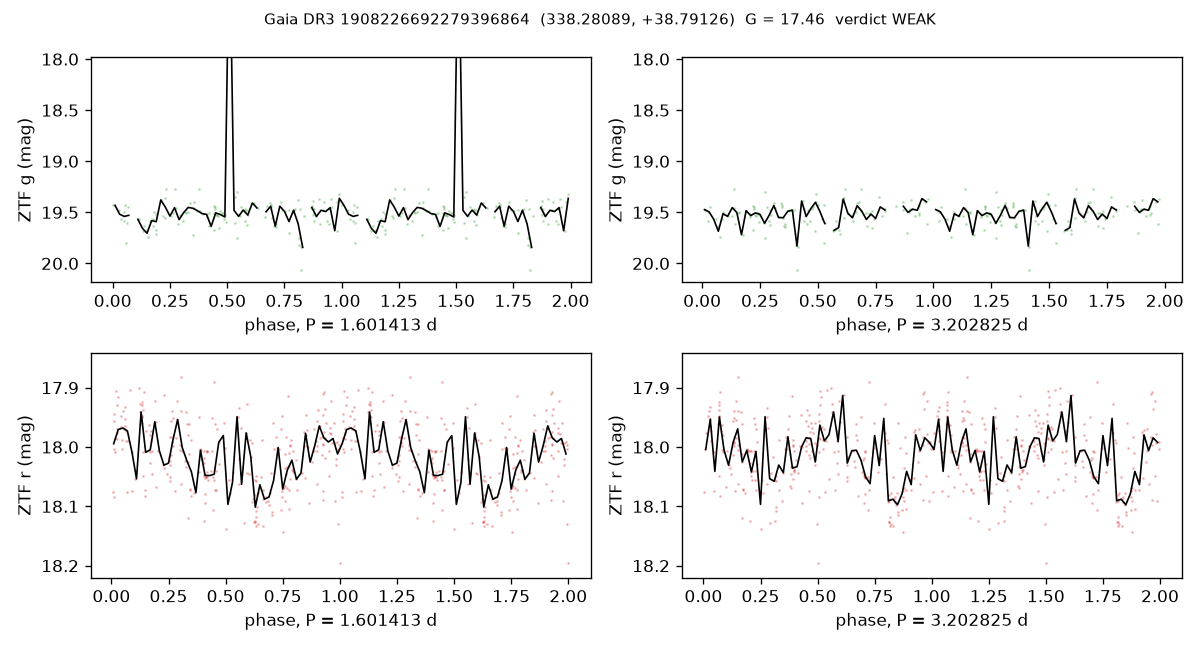 Gaia DR3 1908226692279396864 (338.28089, +38.79126) G = 17.46 verdict WEAK
ZTF g (mag)
18.0
18.5
19.0
19.5
20.0
0.00 0.25 0.50 0.75 1.00 1.25 1.50 1.75 2.00
phase, P = 1.601413 d
ZTF g (mag)
18.0
18.5
19.0
19.5
20.0
0.00 0.25 0.50 0.75 1.00 1.25 1.50 1.75 2.00
phase, P = 3.202825 d
ZTF r (mag)
17.9
18.0
18.1
18.2
0.00 0.25 0.50 0.75 1.00 1.25 1.50 1.75 2.00
phase, P = 1.601413 d
ZTF r (mag)
17.9
18.0
18.1
18.2
0.00 0.25 0.50 0.75 1.00 1.25 1.50 1.75 2.00
phase, P = 3.202825 d